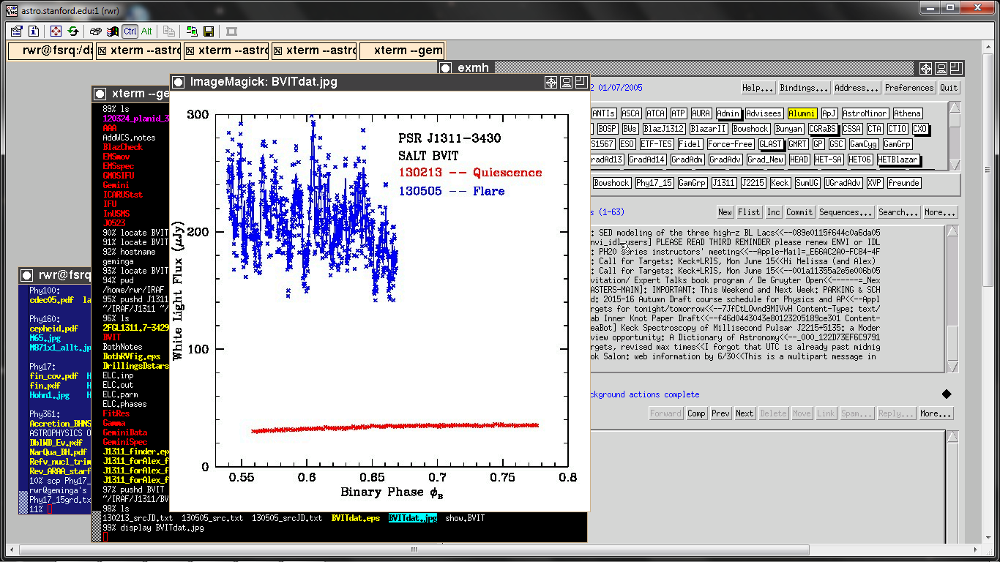 astro.stanford.edu:1 (rwr)
Ctrl Alt
rwr@fsrq:/da
xterm --astro
xterm --astro
xterm --astro
xterm --gem
exmh
2 01/07/2005
Help... Bindings... Address... Preferences Quit
ANTIs ASCA ATCA ATP AURA Admin Advisees Alumni ApJ AstroMinor Athena
BOSP BWs BlazJ1312 BlazarII Bowshock Bunyan CGRaBS CSSA CTA CTIO CXO
S1567 ESO ETF-TES Fidel Force-Free GLAST GMRT GP GSC GamCyg GamGrp
GradAd13 GradAd14 GradAdm GradAdv Grad_New HEAD HET-SA HET06 HETBlazar
Bowshock Phy17_15 GamGrp J1311 J2215 Keck SumUG UGradAdv XVP freunde
s (1-63)
New Flist Inc Commit Sequences... Search... More...
: SED modeling of the three high-z BL Lacs<<--089e0115f644c0a6da05
nvi_idl_users] PLEASE READ THIRD REMINDER please renew ENVI or IDL
: PH20 series instructors' meeting<<--Apple-Mail=_E66AC2A0-FC84-4F
: Call for Targets: Keck+LRIS, Mon June 15<<Hi Melissa (and Alex)
: Call for Targets: Keck+LRIS, Mon June 15<<--001a11355a2e5e006b05
vitation/ Expert Talks book program / De Gruyter Open<<------=_Nex
ASTERS-MAIN]: IMPORTANT: This Weekend and Next Week: PARKING & SCH
d: 2015-16 Autumn Draft course schedule for Physics and AP<<--Appl
rgets for tonight/tomorrow<<--7JfCtLOvnd9MIVwH Content-Type: text/
ab Inner Knot Paper Draft<<--f46d0443043e80123205189ce301 Content-
eaBot] Keck Spectroscopy of Millisecond Pulsar J2215+5135: a Moder
view opportunity: A Dictionary of Astronomy<<--_000_122D73EF6C9791
rgets, revised max times<<I forgot that UTC is already past midnig
ok Salon: web information by 6/30<<This is a multipart message in
ckground actions complete
Forward Comp Prev Next Delete Move Link Spam... Reply... More...
ImageMagick: BVITdat.jpg
300
200
100
0
White Light Flux (μJy)
PSR J1311-3430
SALT BVIT
130213 -- Quiescence
130505 -- Flare
0.55 0.6 0.65 0.7 0.75 0.8
Binary Phase ϕB
xterm --ge
89% ls
120324_planid_3
AAA
AddWCS.notes
BlazCheck
EMSmov
EMSspec
GMOSIFU
Gemini
ICARUStst
IFU
InUSMS
J0523
90% locate BVIT
91% locate BVIT
92% hostname
geminga
93% locate BVIT
94% pwd
/home/rwr/IRAF
95% pushd J1311
~/IRAF/J1311 ~/
96% ls
2FGL1311.7-3429
BVIT
BothNotes
BothRVfig.eps
DrillingsDstars
ELC.inp
ELC.out
ELC.parm
ELC.phases
FitRes
Gamma
GeminiData
GeminiSpec
J1311_finder.ep
J1311_forAlex_f
J1311_forAlex_f
J1311_forAlex_f
97% pushd BVIT
~/IRAF/J1311/BV
98% ls
130213_srcJD.txt 130505_src.txt 130505_srcJD.txt BVITdat.eps BVITdat.jpg show.BVIT
99% display BVITdat.jpg
rwr@fsrq
Phy100:
cdec05.pdf la
Phy160:
cepheid.pdf
M65.jpg
M871x1_allt.jp
Phy17:
fin_cov.pdf H
fin.pdf H
Hohn1.jpg H
Phy361:
Accretion_BHNS
ASTROPHYSICS O
DblWD_Ev.pdf
NarQua_BH.pdf
Refv_nucl_trim
Rev_ARAA_starf
10% scp Phy17_
rwr@geminga's
Phy17_15grd.tx
11%